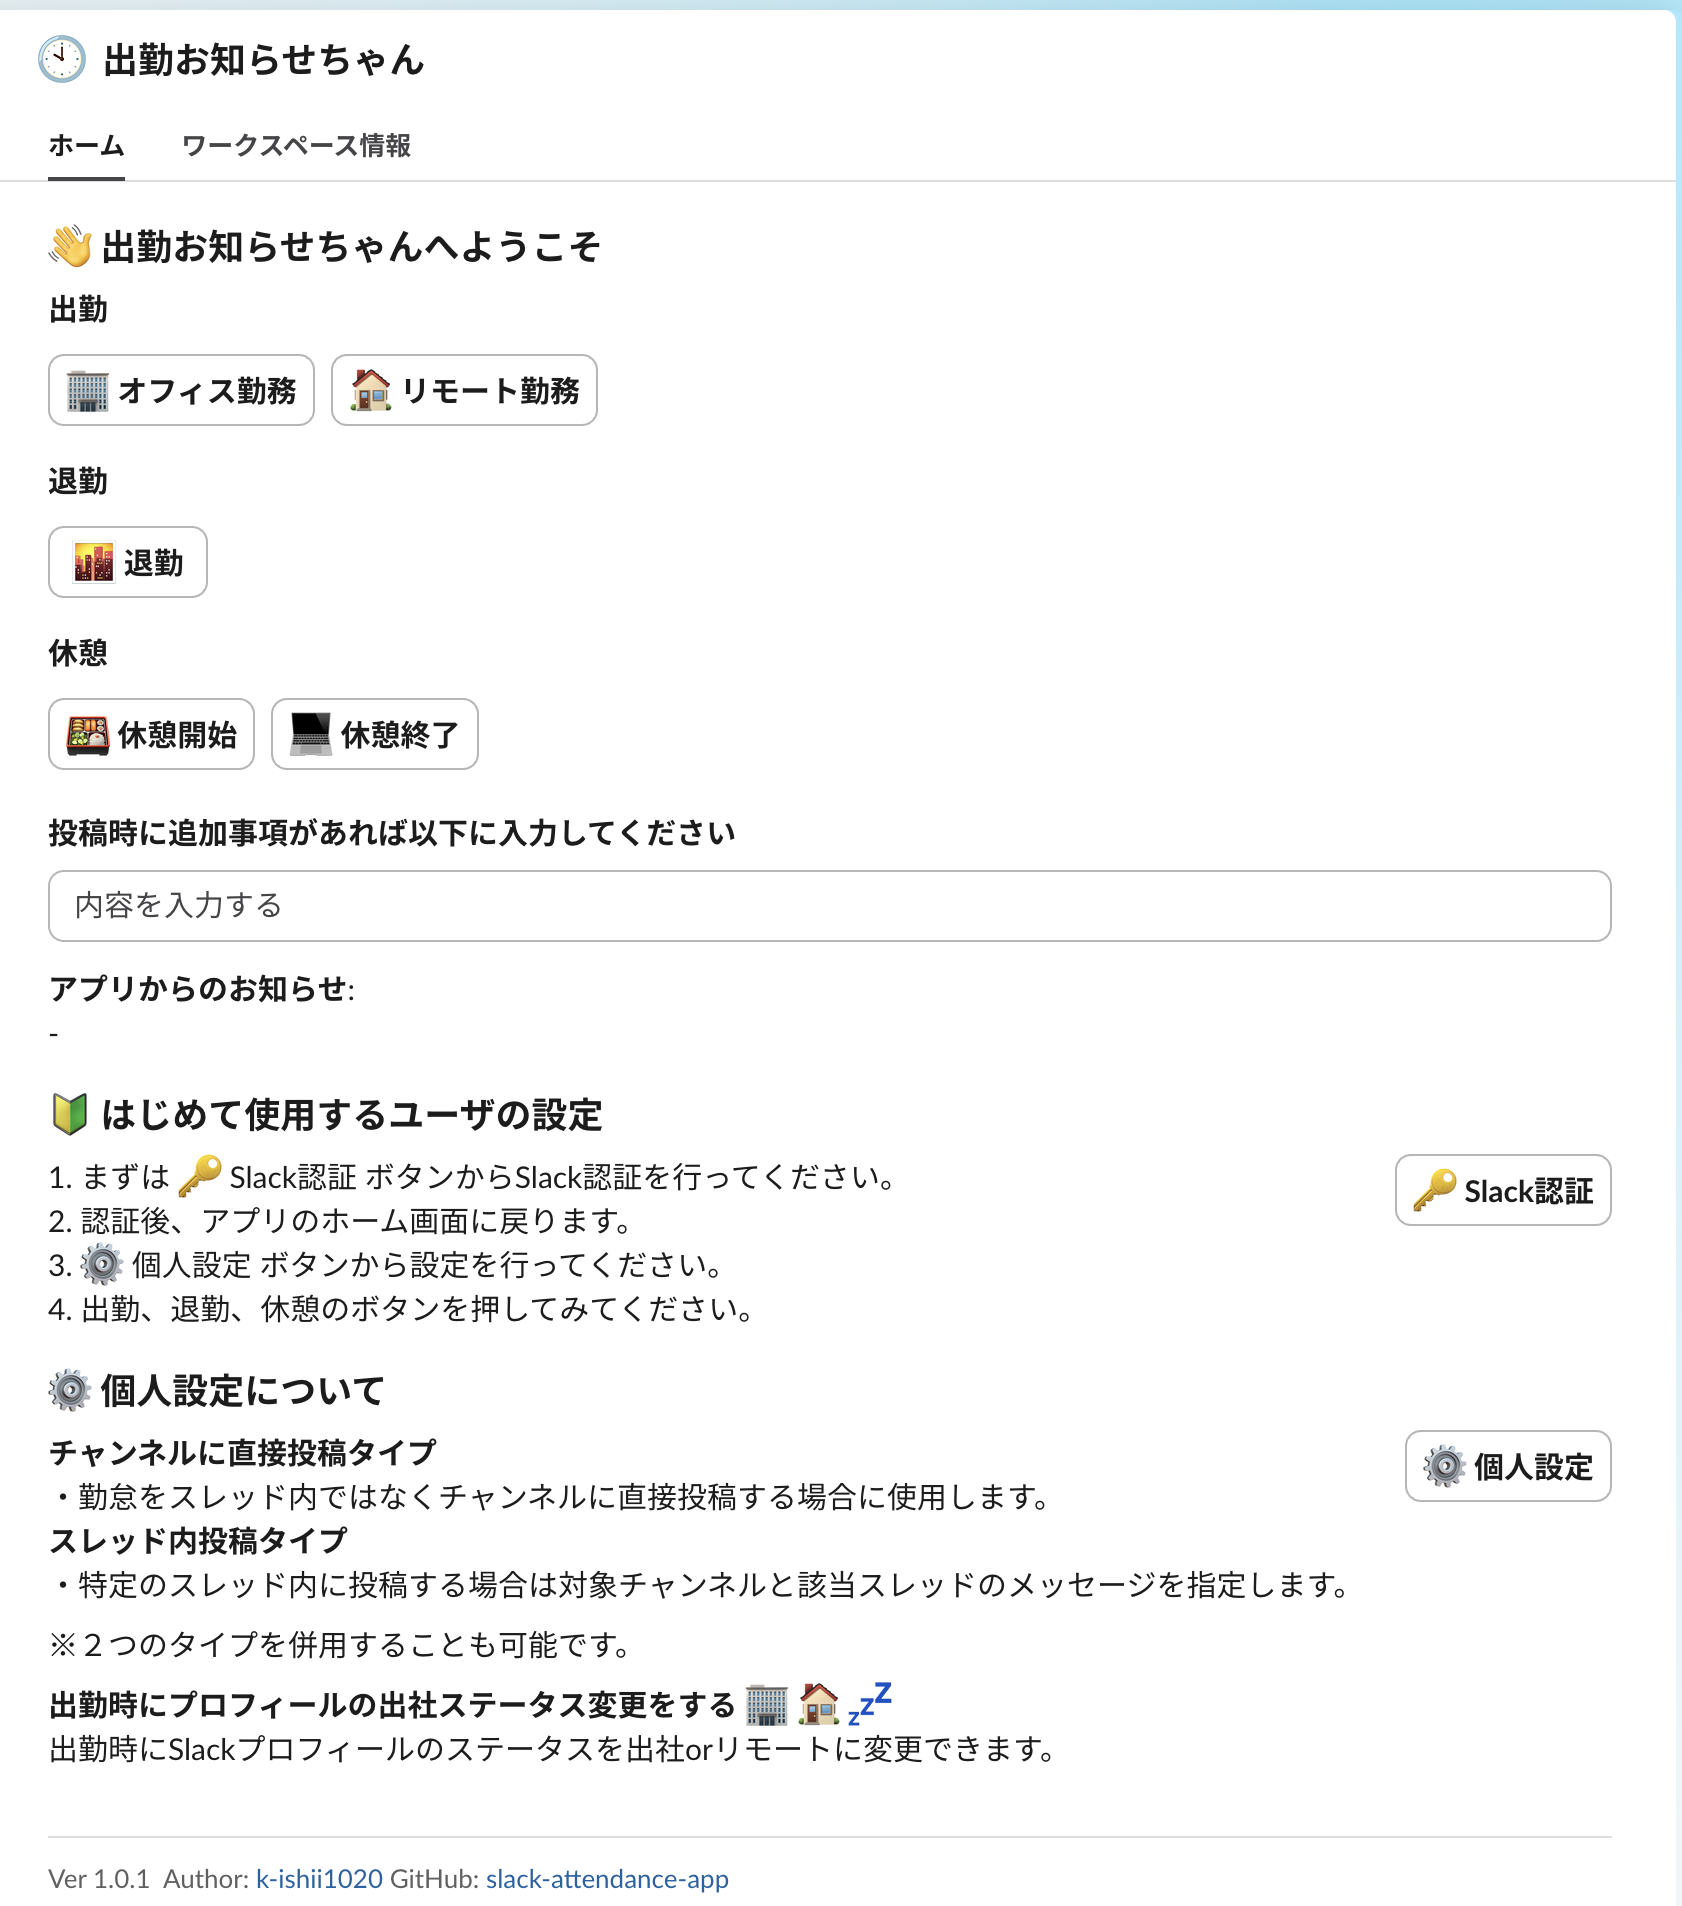 出勤お知らせちゃん
ホーム ワークスペース情報
出勤お知らせちゃんへようこそ
出勤
オフィス勤務 リモート勤務
退勤
退勤
休憩
休憩開始 休憩終了
投稿時に追加事項があれば以下に入力してください
内容を入力する
アプリからのお知らせ:
-
はじめて使用するユーザの設定
1. まずは Slack認証 ボタンからSlack認証を行ってください。
Slack認証
2. 認証後、アプリのホーム画面に戻ります。
3. 個人設定 ボタンから設定を行ってください。
4. 出勤、退勤、休憩のボタンを押してみてください。
個人設定について
チャンネルに直接投稿タイプ
個人設定
・勤怠をスレッド内ではなくチャンネルに直接投稿する場合に使用します。
スレッド内投稿タイプ
・特定のスレッド内に投稿する場合は対象チャンネルと該当スレッドのメッセージを指定します。
※２つのタイプを併用することも可能です。
出勤時にプロフィールの出社ステータス変更をする
出勤時にSlackプロフィールのステータスを出社orリモートに変更できます。
Ver 1.0.1 Author: k-ishii1020 GitHub: slack-attendance-app